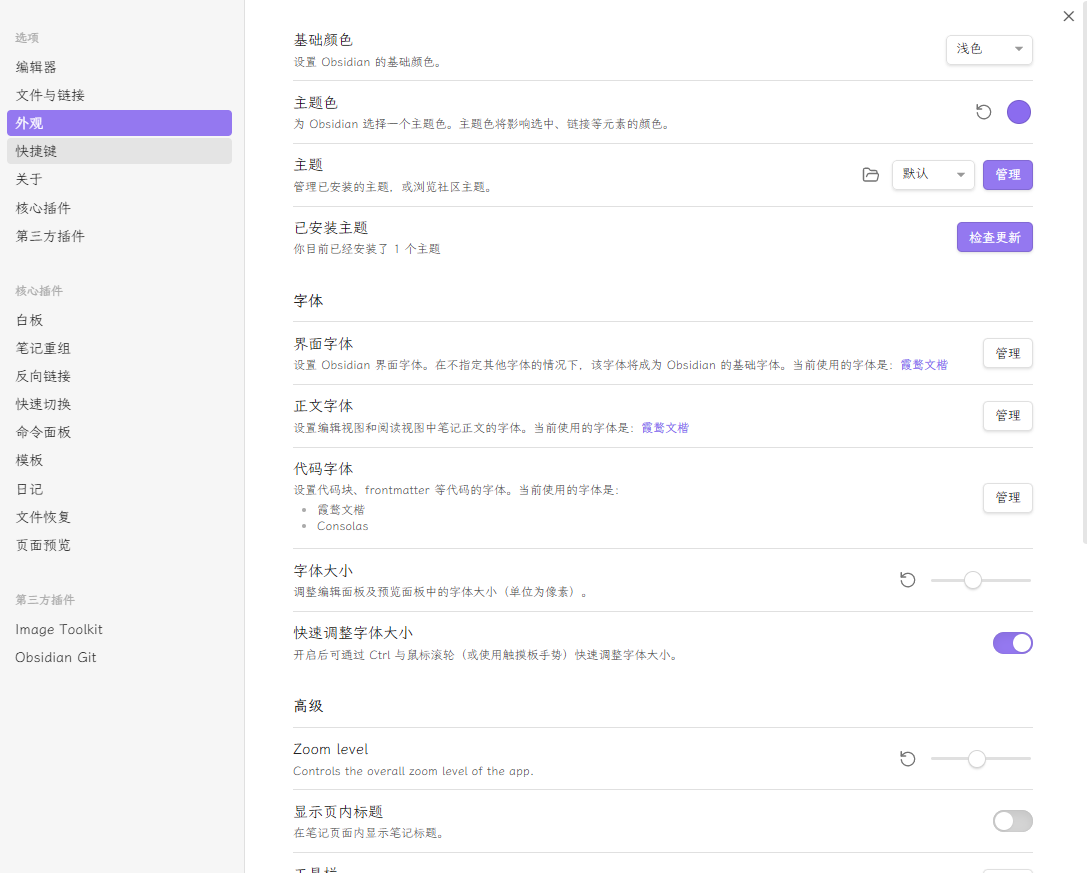 选项
编辑器
文件与链接
外观
快捷键
关于
核心插件
第三方插件
核心插件
白板
笔记重组
反向链接
快速切换
命令面板
模板
日记
文件恢复
页面预览
第三方插件
Image Toolkit
Obsidian Git
基础颜色
设置 Obsidian 的基础颜色。
浅色
主题色
为 Obsidian 选择一个主题色。主题色将影响选中、链接等元素的颜色。
主题
管理已安装的主题，或浏览社区主题。
默认
管理
已安装主题
你目前已经安装了 1 个主题
检查更新
字体
界面字体
设置 Obsidian 界面字体。在不指定其他字体的情况下，该字体将成为 Obsidian 的基础字体。当前使用的字体是：霞鹜文楷
管理
正文字体
设置编辑视图和阅读视图中笔记正文的字体。当前使用的字体是：霞鹜文楷
管理
代码字体
设置代码块、frontmatter 等代码的字体。当前使用的字体是：
霞鹜文楷
Consolas
管理
字体大小
调整编辑面板及预览面板中的字体大小（单位为像素）。
快速调整字体大小
开启后可通过 Ctrl 与鼠标滚轮（或使用触摸板手势）快速调整字体大小。
高级
Zoom level
Controls the overall zoom level of the app.
显示页内标题
在笔记页面内显示笔记标题。
工具栏